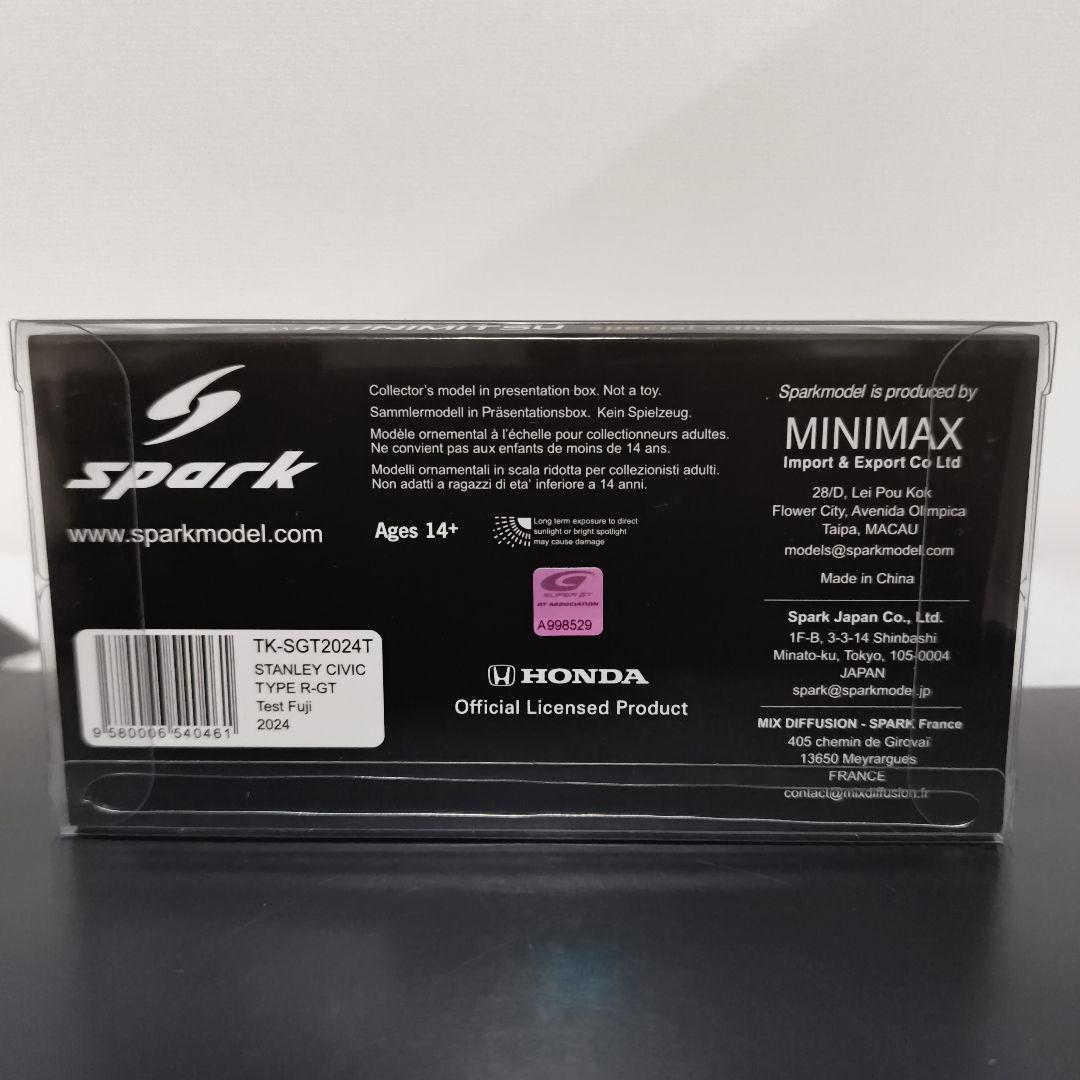 KUNIMITSU special edition
spark
www.sparkmodel.com
TK-SGT2024T
STANLEY CIVIC
TYPE R-GT
Test Fuji
2024
9 580006 540461
Collector's model in presentation box. Not a toy.
Sammlermodell in Präsentationsbox. Kein Spielzeug.
Modèle ornemental à l'échelle pour collectionneurs adultes.
Ne convient pas aux enfants de moins de 14 ans.
Modelli ornamentali in scala ridotta per collezionisti adulti.
Non adatti a ragazzi di eta' inferiore a 14 anni.
Ages 14+
Long term exposure to direct
sunlight or bright spotlight
may cause damage
SUPER GT
GT ASSOCIATION
A998529
HONDA
Official Licensed Product
Sparkmodel is produced by
MINIMAX
Import & Export Co Ltd
28/D, Lei Pou Kok
Flower City, Avenida Olimpica
Taipa, MACAU
models@sparkmodel.com
Made in China
Spark Japan Co., Ltd.
1F-B, 3-3-14 Shinbashi
Minato-ku, Tokyo, 105-0004
JAPAN
spark@sparkmodel.jp
MIX DIFFUSION - SPARK France
405 chemin de Girovaï
13650 Meyrargues
FRANCE
contact@mixdiffusion.fr